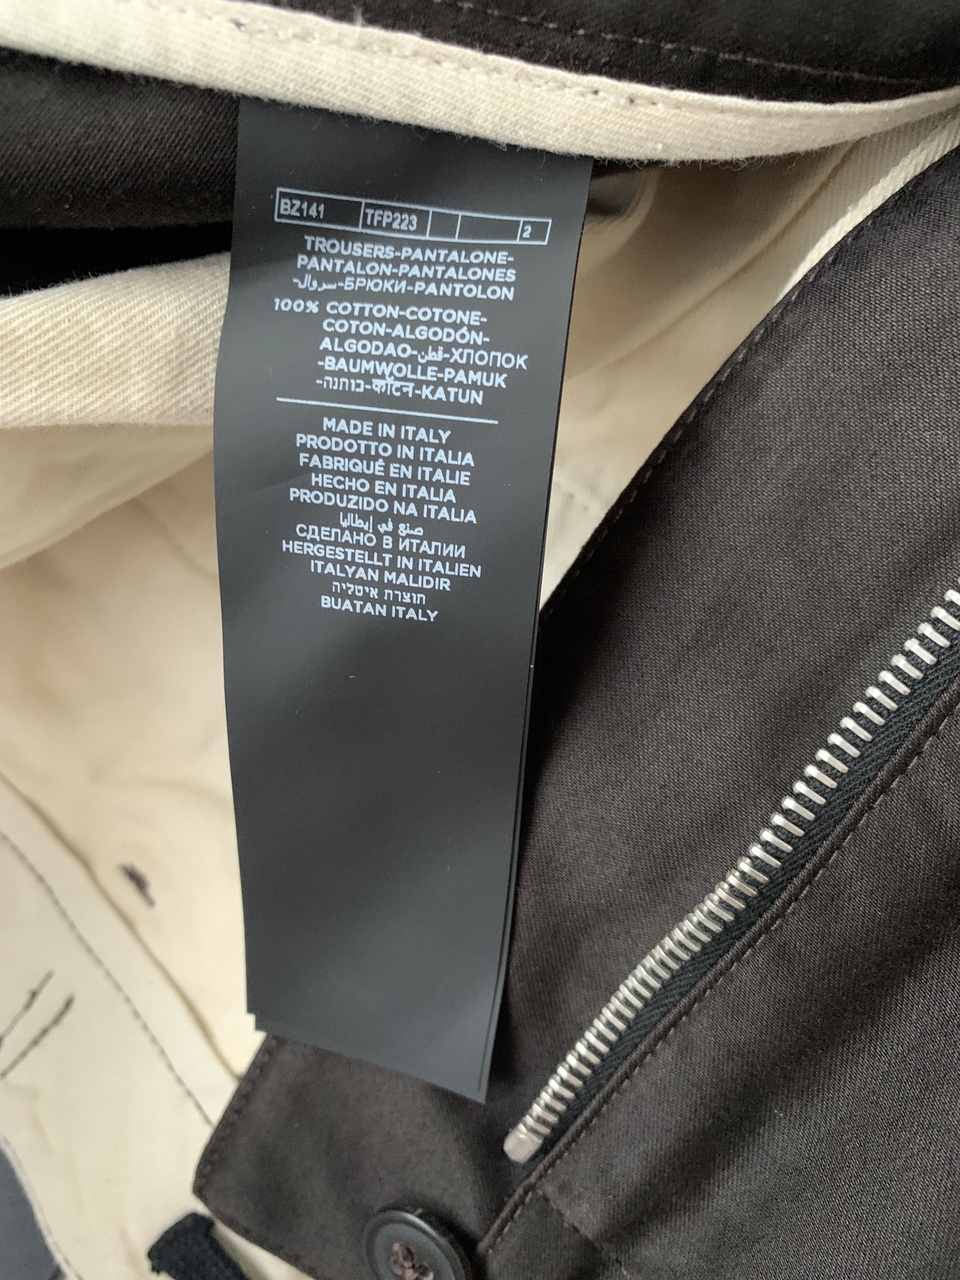 BZ141 TFP223 2
TROUSERS-PANTALONE-
PANTALON-PANTALONES
-سروال-БРЮКИ-PANTOLON
100% COTTON-COTONE-
COTON-ALGODÓN-
ALGODAO-قطن-ХЛОПОК
-BAUMWOLLE-PAMUK
-כותנה-कॉटन-KATUN
MADE IN ITALY
PRODOTTO IN ITALIA
FABRIQUÉ EN ITALIE
HECHO EN ITALIA
PRODUZIDO NA ITALIA
صنع في إيطاليا
СДЕЛАНО В ИТАЛИИ
HERGESTELLT IN ITALIEN
ITALYAN MALIDIR
תוצרת איטליה
BUATAN ITALY